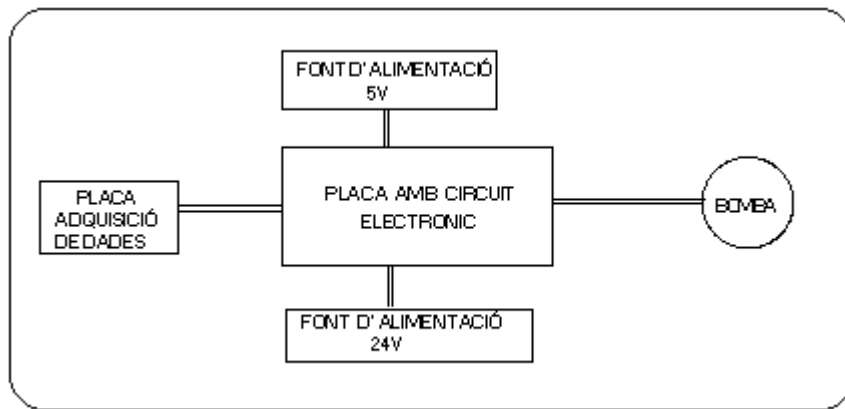 FONT D'ALIMENTACIÓ
5V
PLACA
ADQUISICIÓ
DE DADES
PLACA AMB CIRCUIT
ELECTRONIC
BOMBA
FONT D'ALIMENTACIÓ
24V